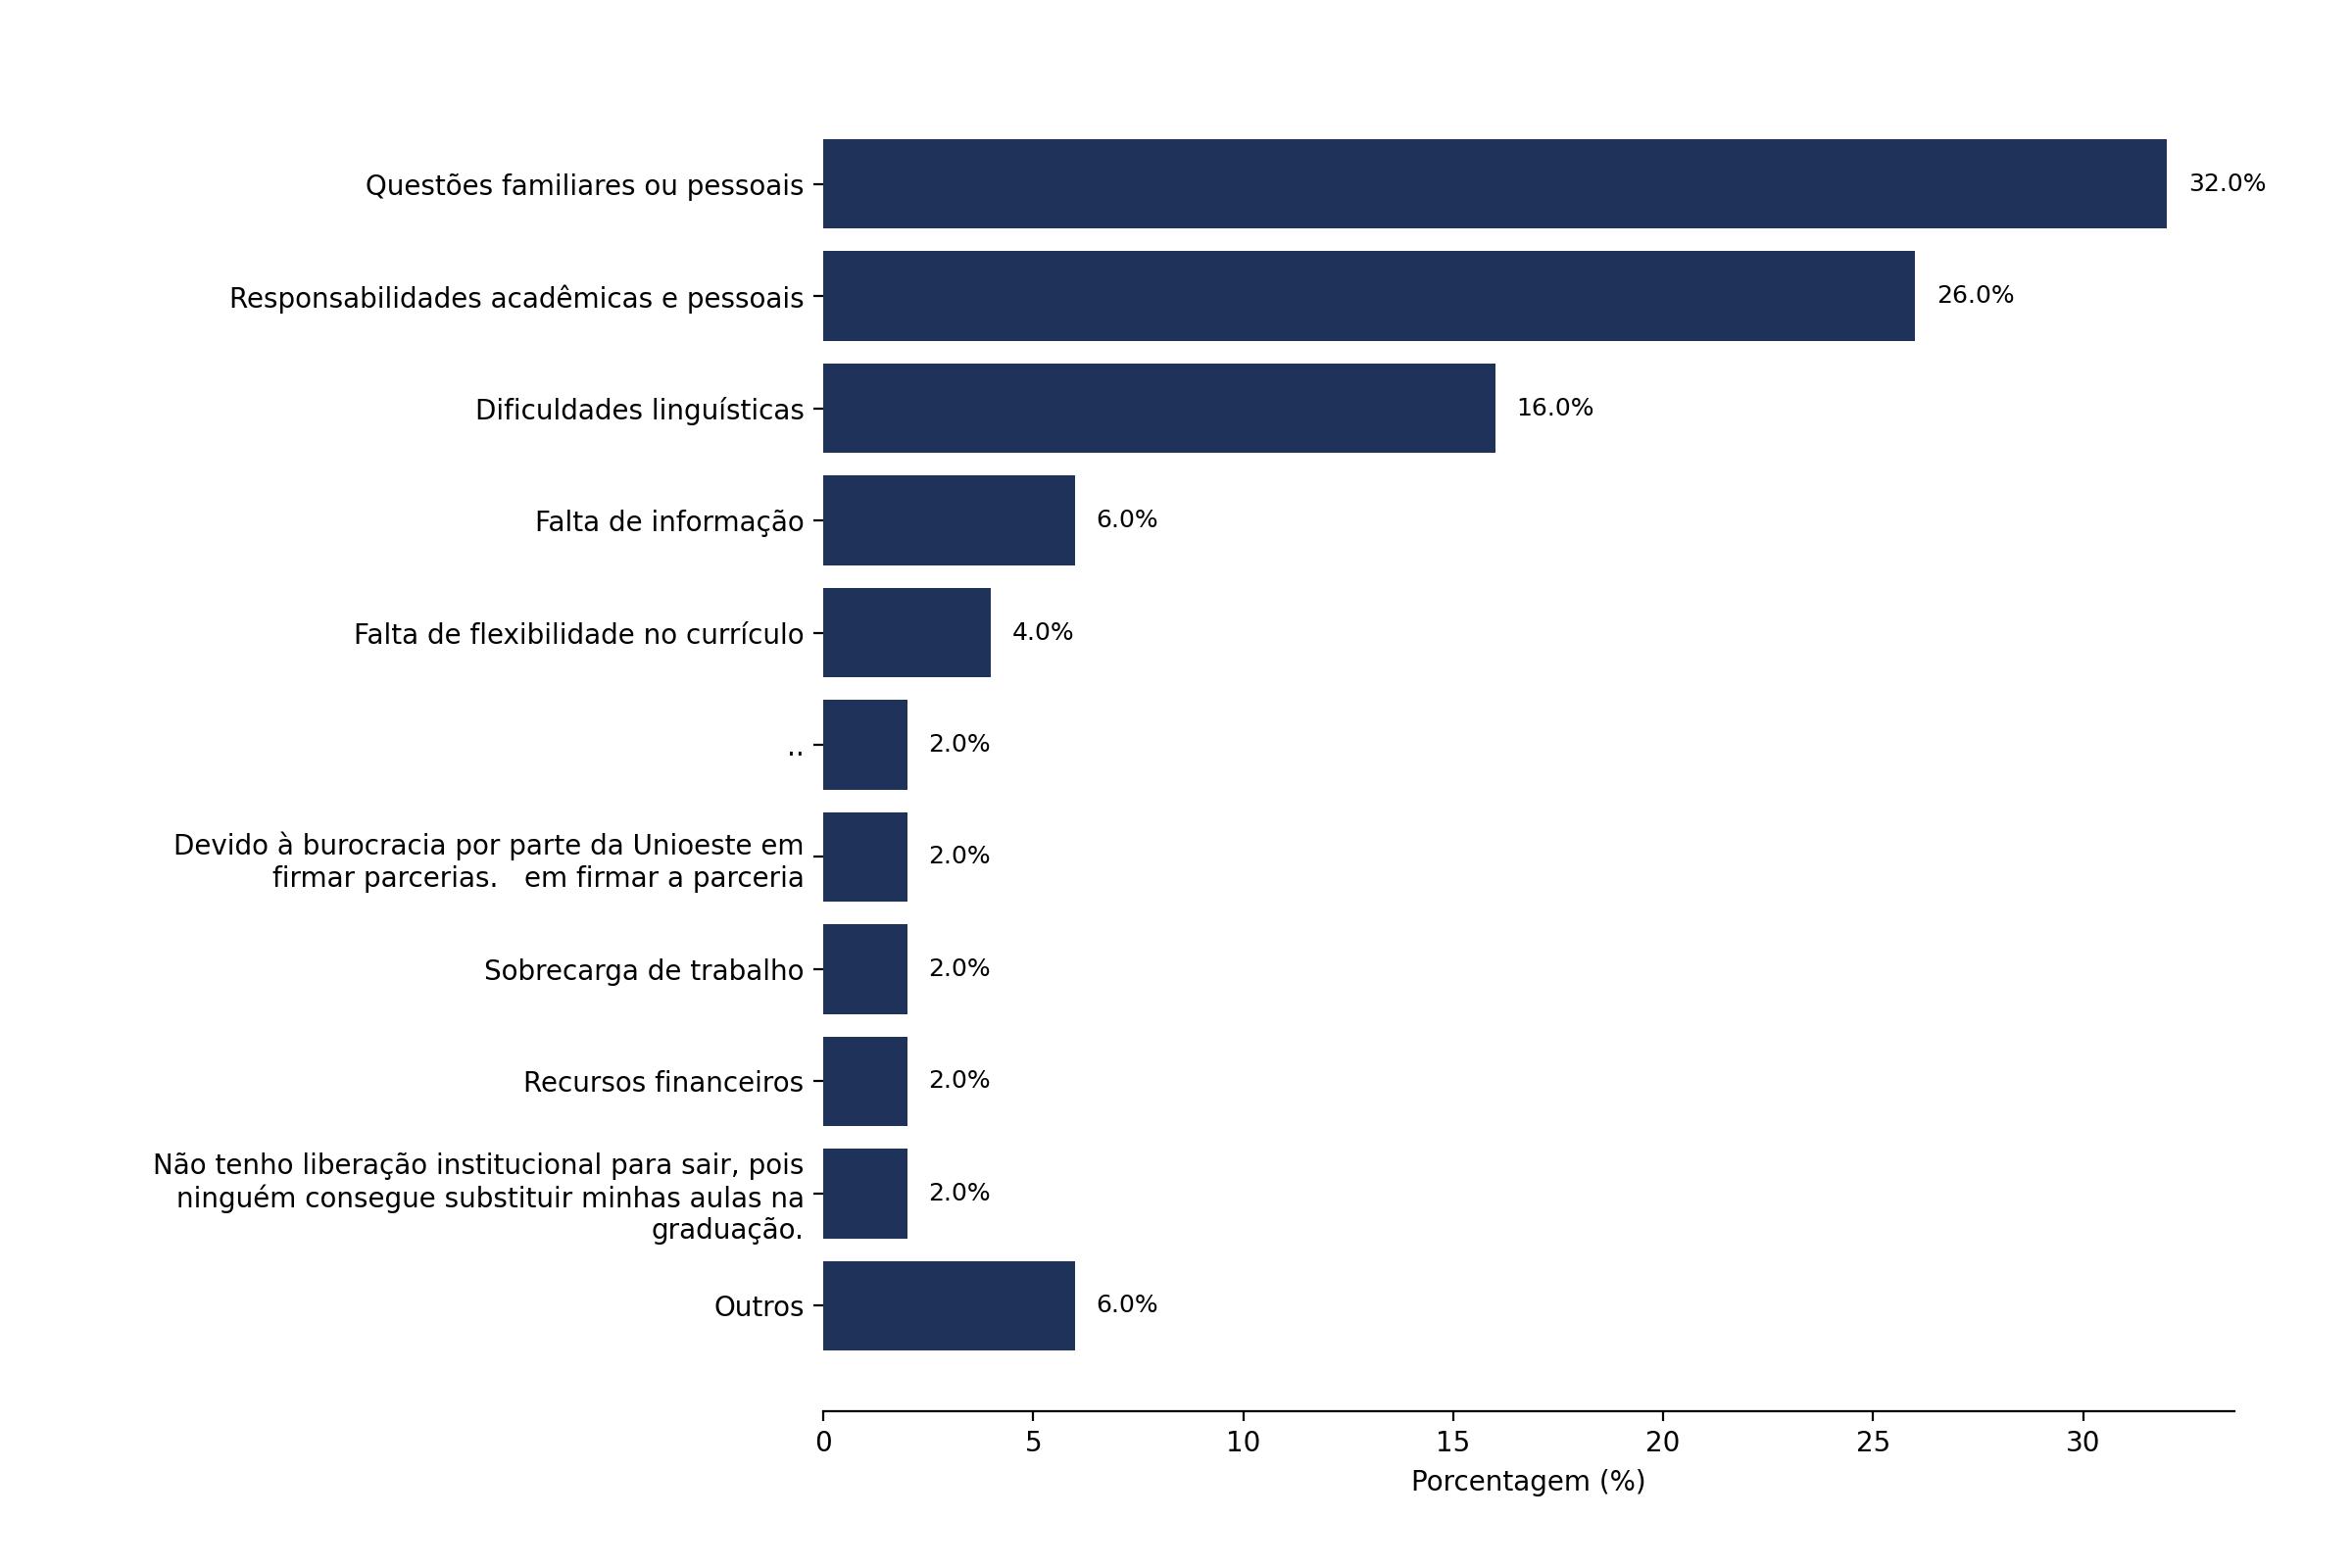 Questões familiares ou pessoais
32.0%
Responsabilidades acadêmicas e pessoais
26.0%
Dificuldades linguísticas
16.0%
Falta de informação
6.0%
Falta de flexibilidade no currículo
4.0%
..
2.0%
Devido à burocracia por parte da Unioeste em
firmar parcerias.   em firmar a parceria
2.0%
Sobrecarga de trabalho
2.0%
Recursos financeiros
2.0%
Não tenho liberação institucional para sair, pois
ninguém consegue substituir minhas aulas na
graduação.
2.0%
Outros
6.0%
0 5 10 15 20 25 30
Porcentagem (%)